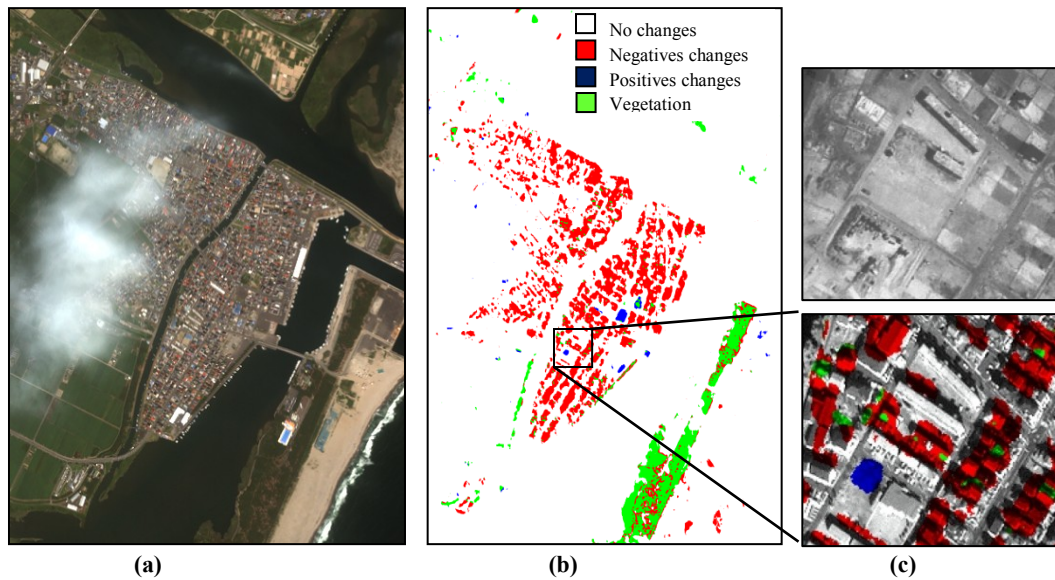 No changes
Negatives changes
Positives changes
Vegetation
(a)
(b)
(c)